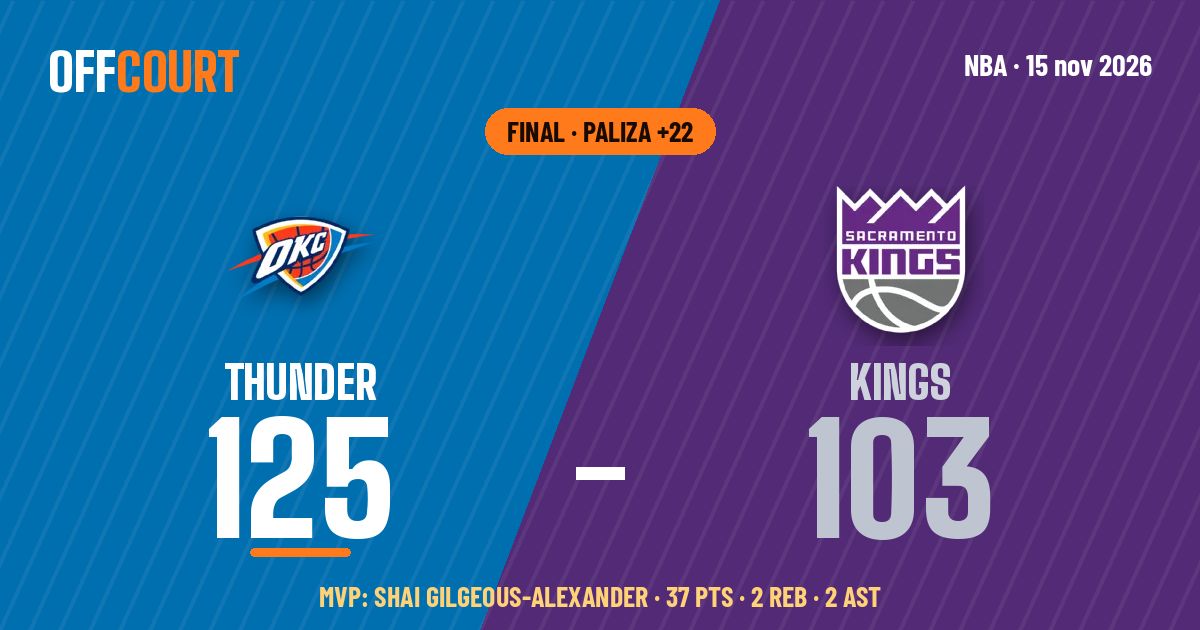 OFFCOURT
NBA · 15 nov 2026
FINAL · PALIZA +22
OKC
SACRAMENTO
KINGS
THUNDER
KINGS
125 – 103
MVP: SHAI GILGEOUS-ALEXANDER · 37 PTS · 2 REB · 2 AST